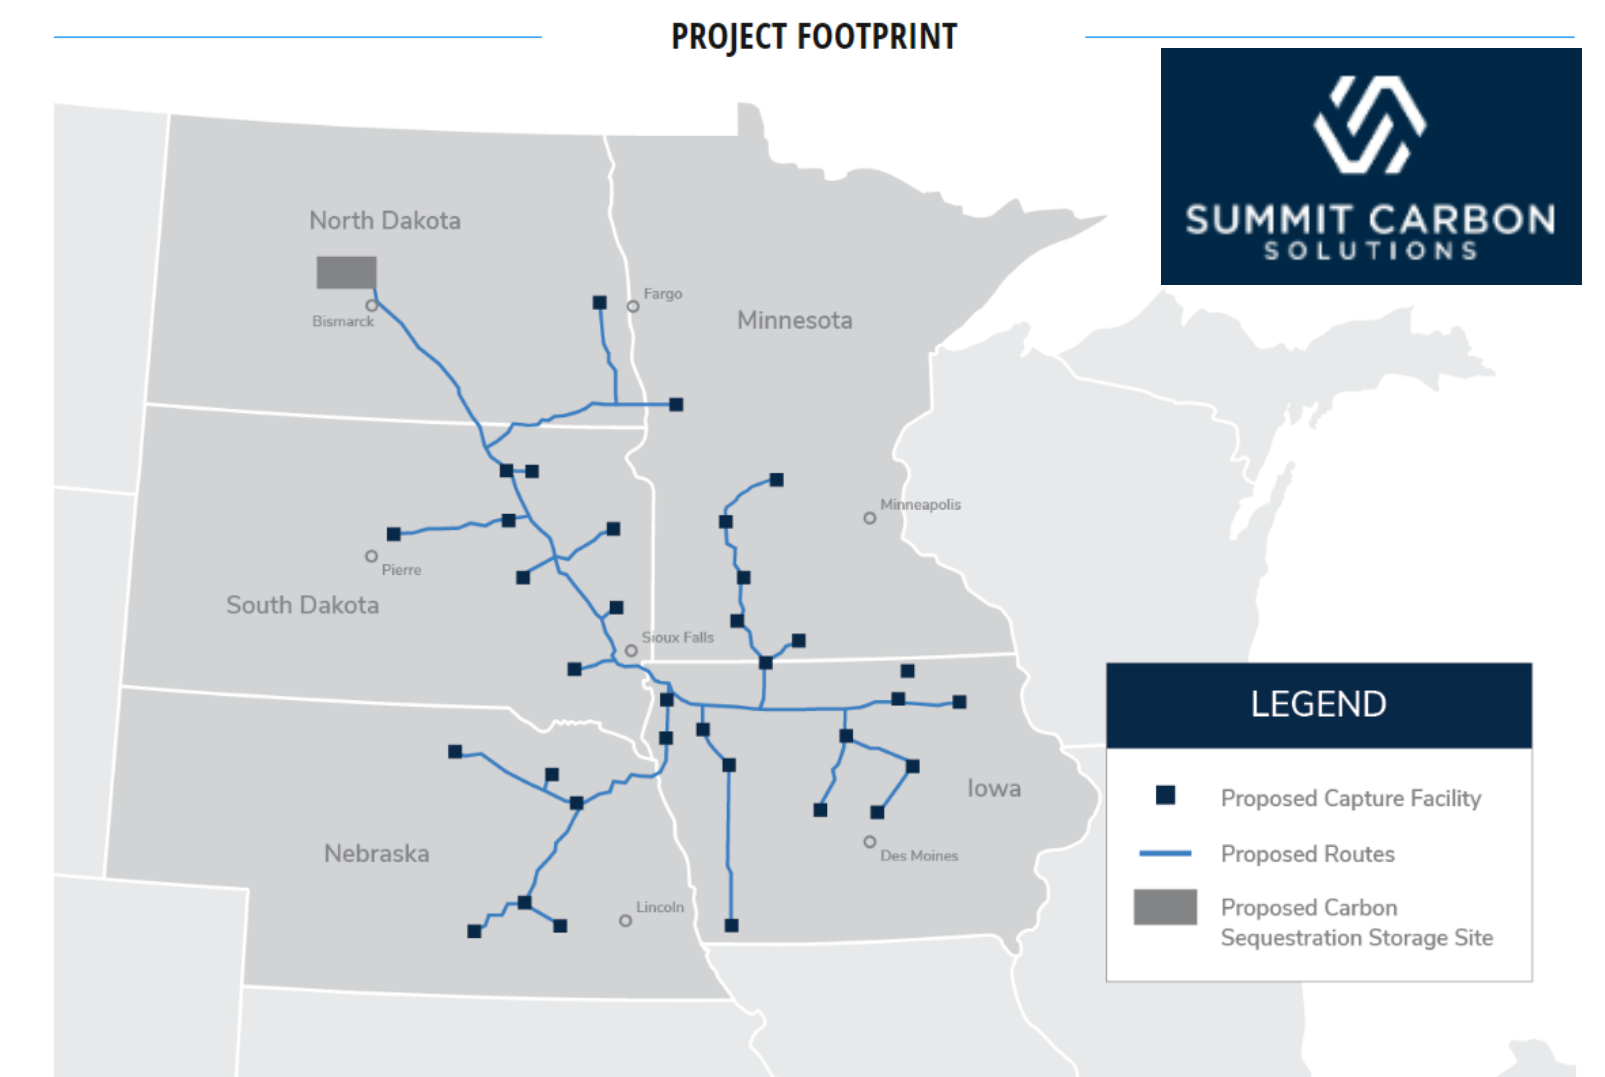 PROJECT FOOTPRINT
SUMMIT CARBON
SOLUTIONS
North Dakota
Fargo
Bismarck
Minnesota
Minneapolis
Pierre
South Dakota
Sioux Falls
LEGEND
Iowa
Proposed Capture Facility
Nebraska
Des Moines
Proposed Routes
Lincoln
Proposed Carbon
Sequestration Storage Site